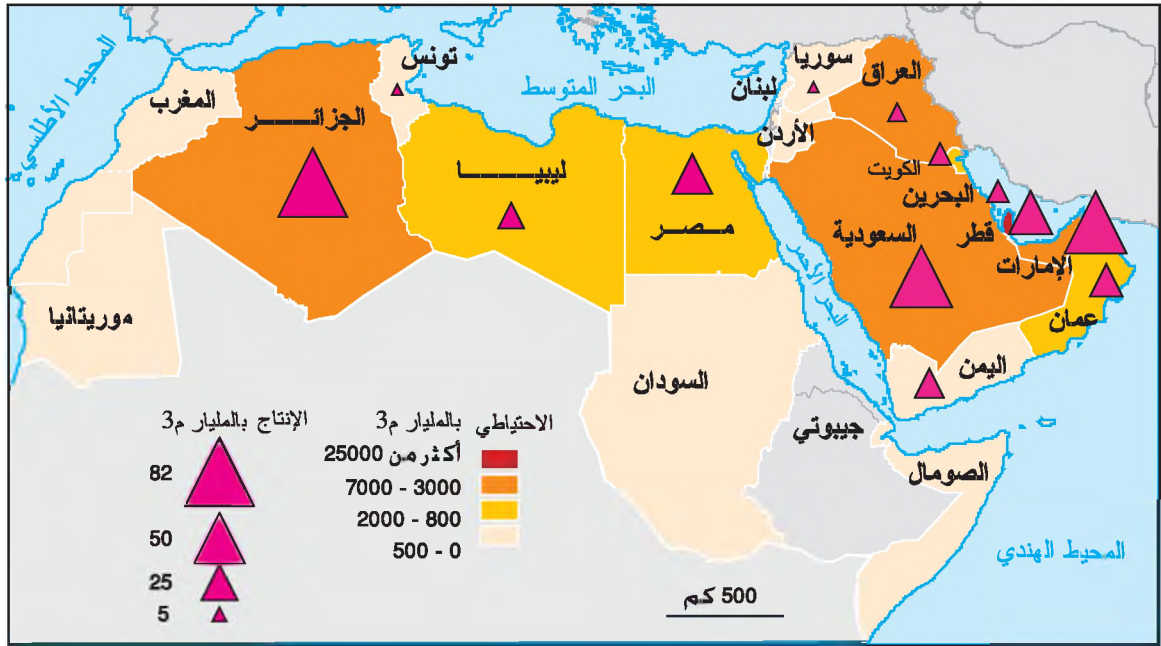 المحيط الأطلسي
المغرب
الجزائر
تونس
البحر المتوسط
ليبيا
مصر
لبنان
سوريا
الأردن
العراق
الكويت
البحرين
قطر
السعودية
الإمارات
عمان
اليمن
البحر الأحمر
موريتانيا
السودان
جيبوتي
الصومال
المحيط الهندي
الإنتاج بالمليار م3
82
50
25
5
الاحتياطي بالمليار م3
أكثر من 25000
7000 - 3000
2000 - 800
500 - 0
500 كم